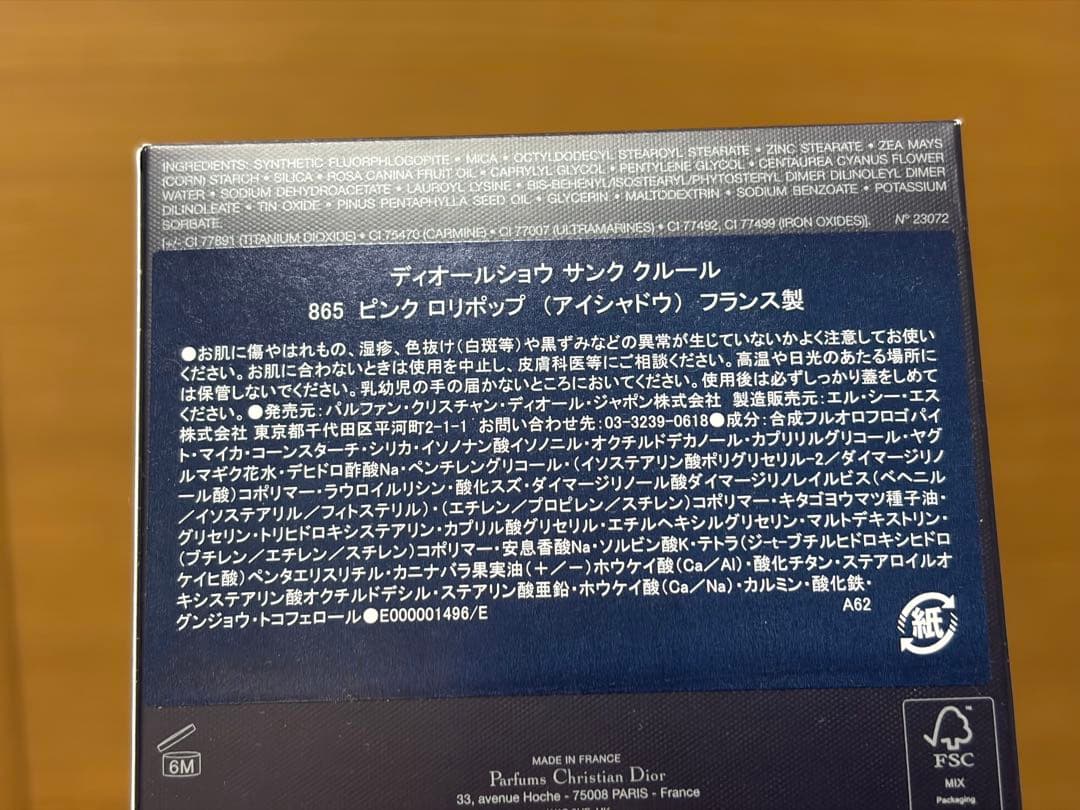 INGREDIENTS: SYNTHETIC FLUORPHLOGOPITE • MICA • OCTYLDODECYL STEAROYL STEARATE • ZINC STEARATE • ZEA MAYS
(CORN) STARCH • SILICA • ROSA CANINA FRUIT OIL • CAPRYLYL GLYCOL • PENTYLENE GLYCOL • CENTAUREA CYANUS FLOWER
WATER • SODIUM DEHYDROACETATE • LAUROYL LYSINE • BIS-BEHENYL/ISOSTEARYL/PHYTOSTERYL DIMER DILINOLEYL DIMER
DILINOLEATE • TIN OXIDE • PINUS PENTAPHYLLA SEED OIL • GLYCERIN • MALTODEXTRIN • SODIUM BENZOATE • POTASSIUM
SORBATE.
[+/- CI 77891 (TITANIUM DIOXIDE) • CI 75470 (CARMINE) • CI 77007 (ULTRAMARINES) • CI 77492, CI 77499 (IRON OXIDES)]. N° 23072
ディオールショウ サンク クルール
865 ピンク ロリポップ （アイシャドウ） フランス製
●お肌に傷やはれもの、湿疹、色抜け（白斑等）や黒ずみなどの異常が生じていないかよく注意してお使い
ください。お肌に合わないときは使用を中止し、皮膚科医等にご相談ください。高温や日光のあたる場所に
は保管しないでください。乳幼児の手の届かないところにおいてください。使用後は必ずしっかり蓋をしめて
ください。●発売元：パルファン・クリスチャン・ディオール・ジャポン株式会社 製造販売元：エル・シー・エス
株式会社 東京都千代田区平河町2-1-1 お問い合わせ先：03-3239-0618●成分：合成フルオロフロゴパイ
ト・マイカ・コーンスターチ・シリカ・イソノナン酸イソノニル・オクチルドデカノール・カプリリルグリコール・ヤグ
ルマギク花水・デヒドロ酢酸Na・ペンチレングリコール・（イソステアリン酸ポリグリセリル-2／ダイマージリノ
ール酸）コポリマー・ラウロイルリシン・酸化スズ・ダイマージリノール酸ダイマージリノレイルビス（ベヘニル
／イソステアリル／フィトステリル）・（エチレン／プロピレン／スチレン）コポリマー・キタゴヨウマツ種子油・
グリセリン・トリヒドロキシステアリン・カプリル酸グリセリル・エチルヘキシルグリセリン・マルトデキストリン・
（ブチレン／エチレン／スチレン）コポリマー・安息香酸Na・ソルビン酸K・テトラ（ジ-t-ブチルヒドロキシヒドロ
ケイヒ酸）ペンタエリスリチル・カニナバラ果実油（＋／－）ホウケイ酸（Ca／Al）・酸化チタン・ステアロイルオ
キシステアリン酸オクチルドデシル・ステアリン酸亜鉛・ホウケイ酸（Ca／Na）・カルミン・酸化鉄・
グンジョウ・トコフェロール●E000001496/E A62
紙
6M
MADE IN FRANCE
Parfums Christian Dior
33, avenue Hoche - 75008 PARIS - France
FSC
MIX
Packaging